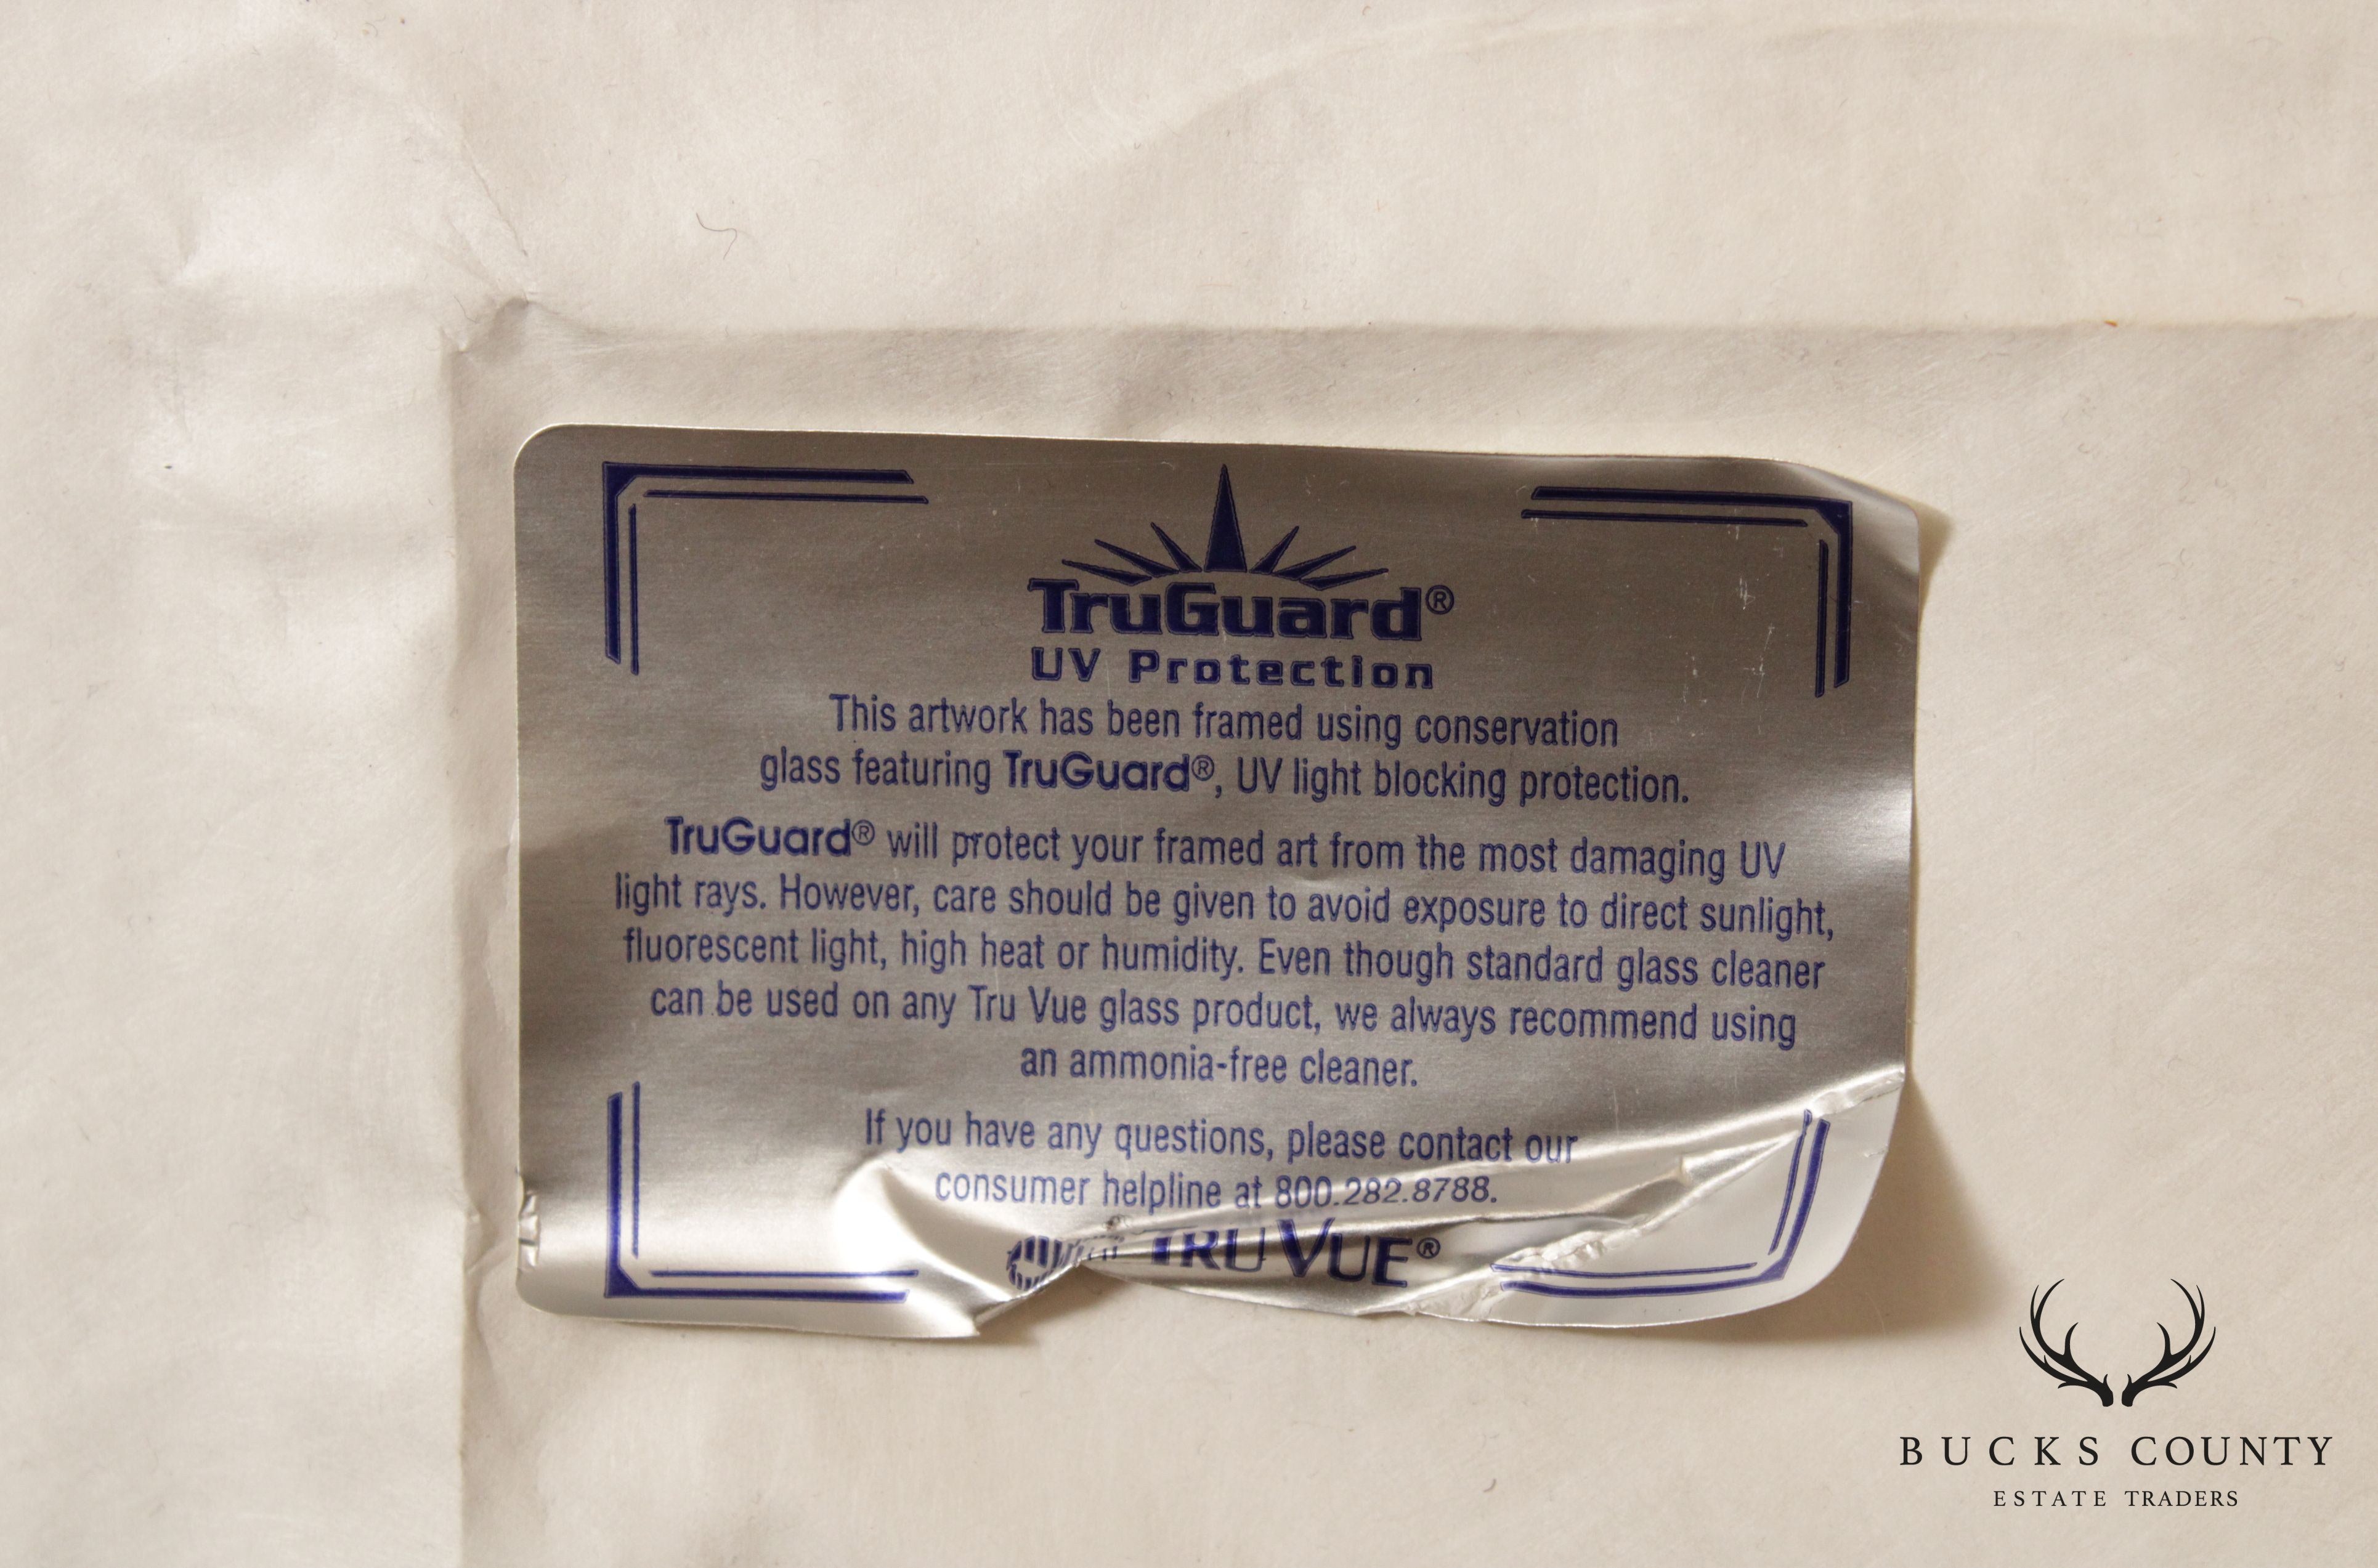 TruGuard®
UV Protection
This artwork has been framed using conservation
glass featuring TruGuard®, UV light blocking protection.
TruGuard® will protect your framed art from the most damaging UV
light rays. However, care should be given to avoid exposure to direct sunlight,
fluorescent light, high heat or humidity. Even though standard glass cleaner
can be used on any Tru Vue glass product, we always recommend using
an ammonia-free cleaner.
If you have any questions, please contact our
consumer helpline at 800.282.8788.
TRU VUE®
BUCKS COUNTY
ESTATE TRADERS